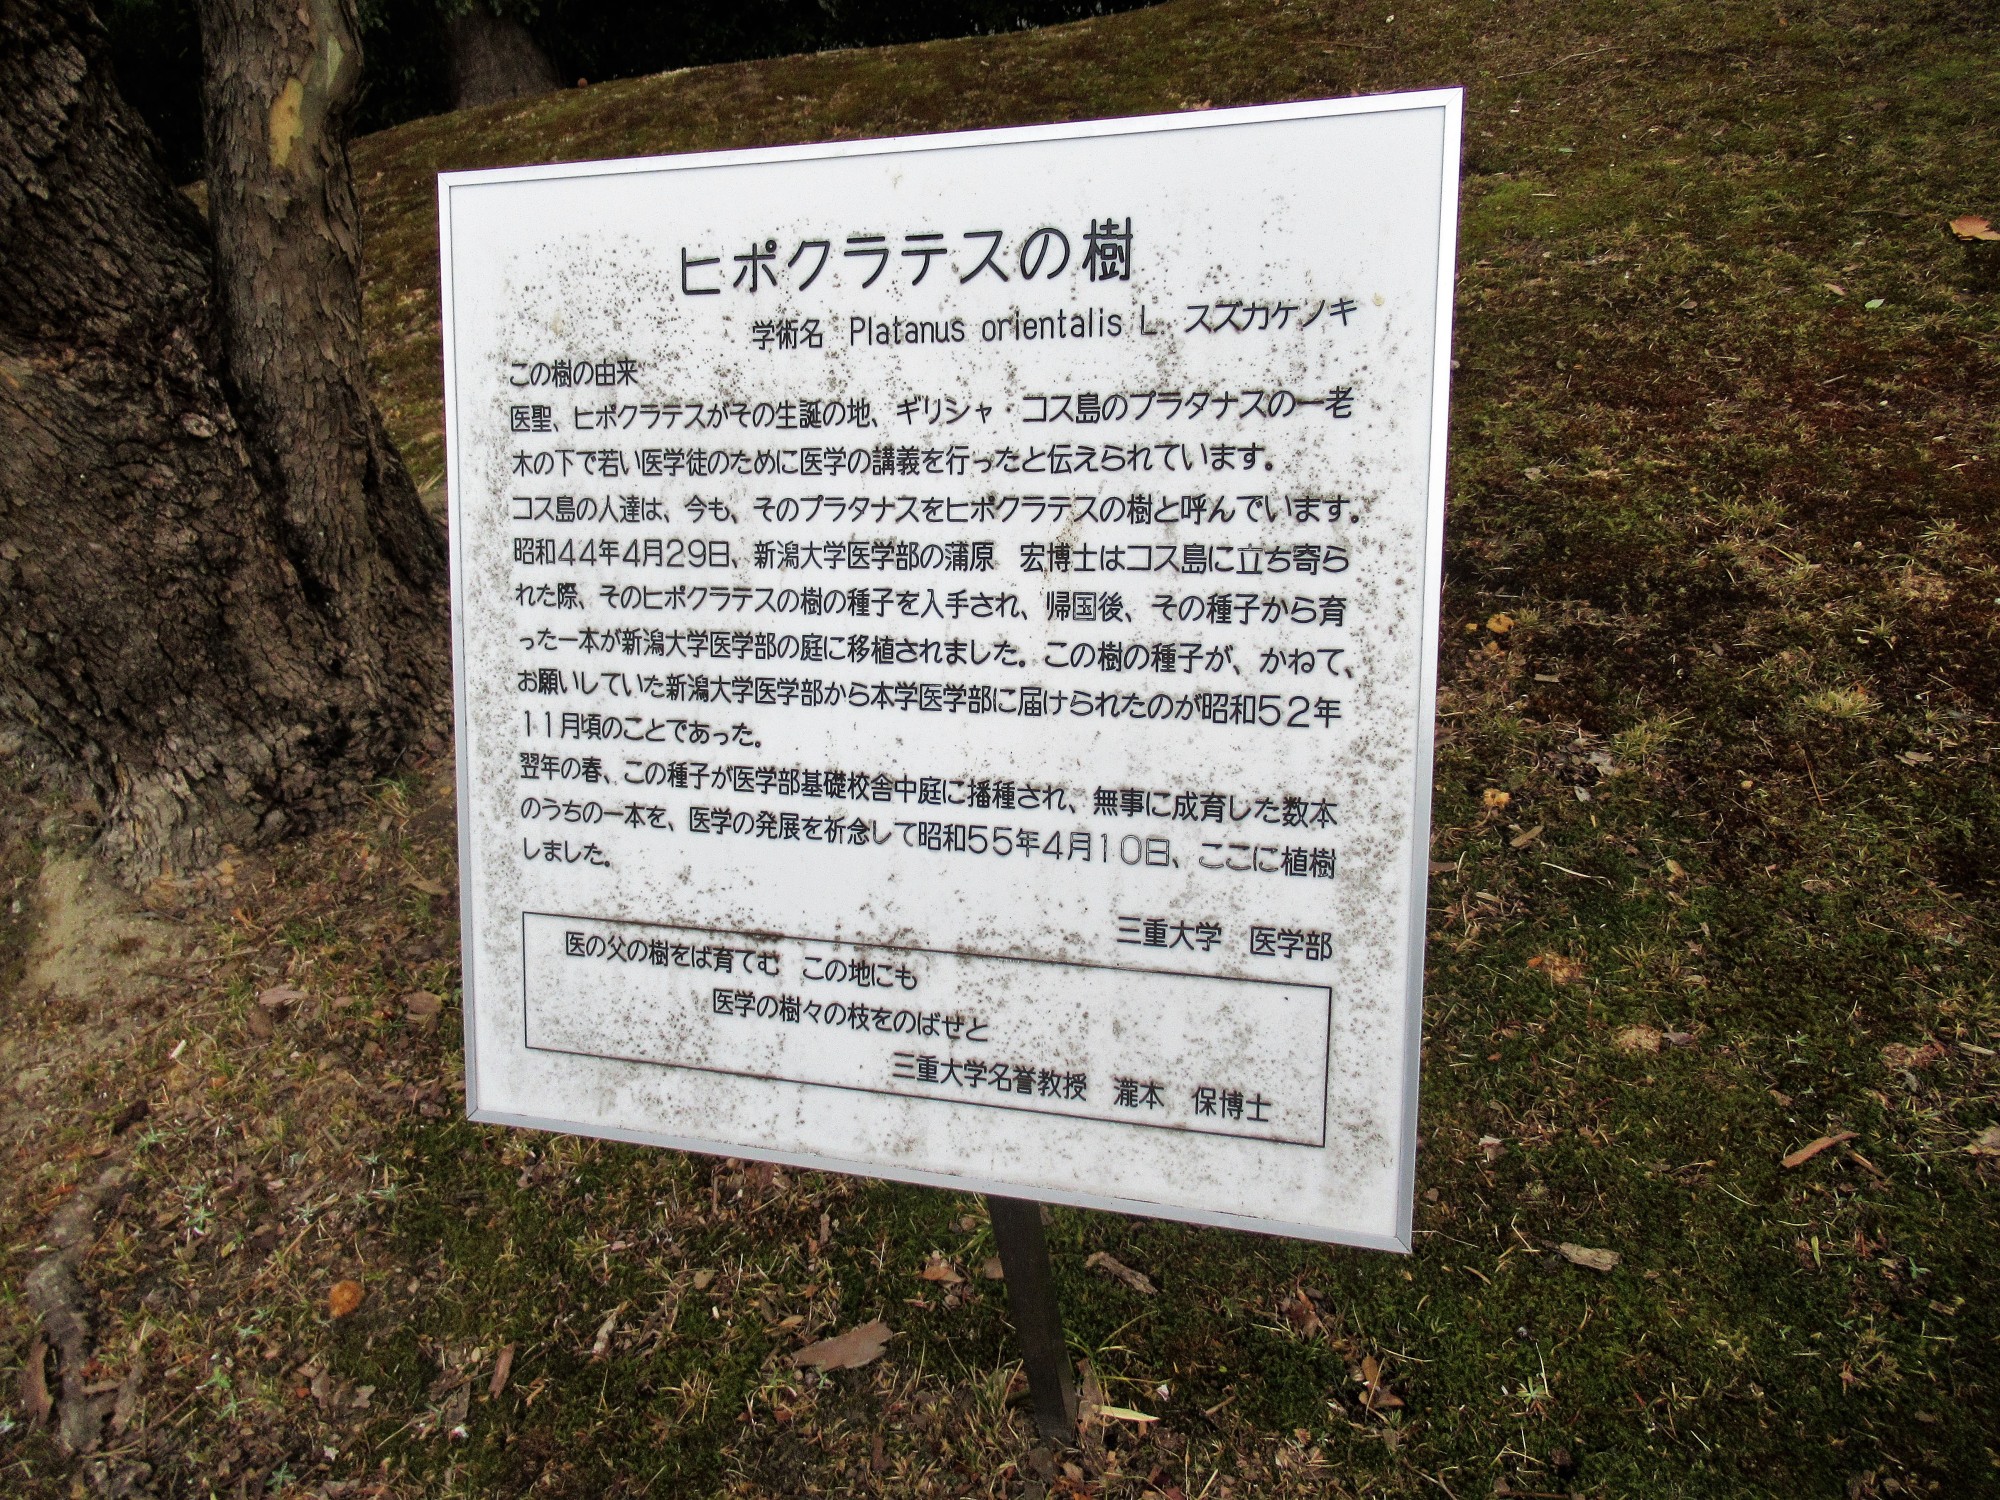 ヒポクラテスの樹
学術名 Platanus orientalis L. スズカケノキ
この樹の由来
医聖、ヒポクラテスがその生誕の地、ギリシャ・コス島のプラタナスの一老
木の下で若い医学徒のために医学の講義を行ったと伝えられています。
コス島の人達は、今も、そのプラタナスをヒポクラテスの樹と呼んでいます。
昭和44年4月29日、新潟大学医学部の蒲原 宏博士はコス島に立ち寄ら
れた際、そのヒポクラテスの樹の種子を入手され、帰国後、その種子から育
った一本が新潟大学医学部の庭に移植されました。この樹の種子が、かねて、
お願いしていた新潟大学医学部から本学医学部に届けられたのが昭和52年
11月頃のことであった。
翌年の春、この種子が医学部基礎校舎中庭に播種され、無事に成育した数本
のうちの一本を、医学の発展を祈念して昭和55年4月10日、ここに植樹
しました。
三重大学 医学部
医の父の樹をば育てむ この地にも
医学の樹々の枝をのばぜと
三重大学名誉教授 瀧本 保博士